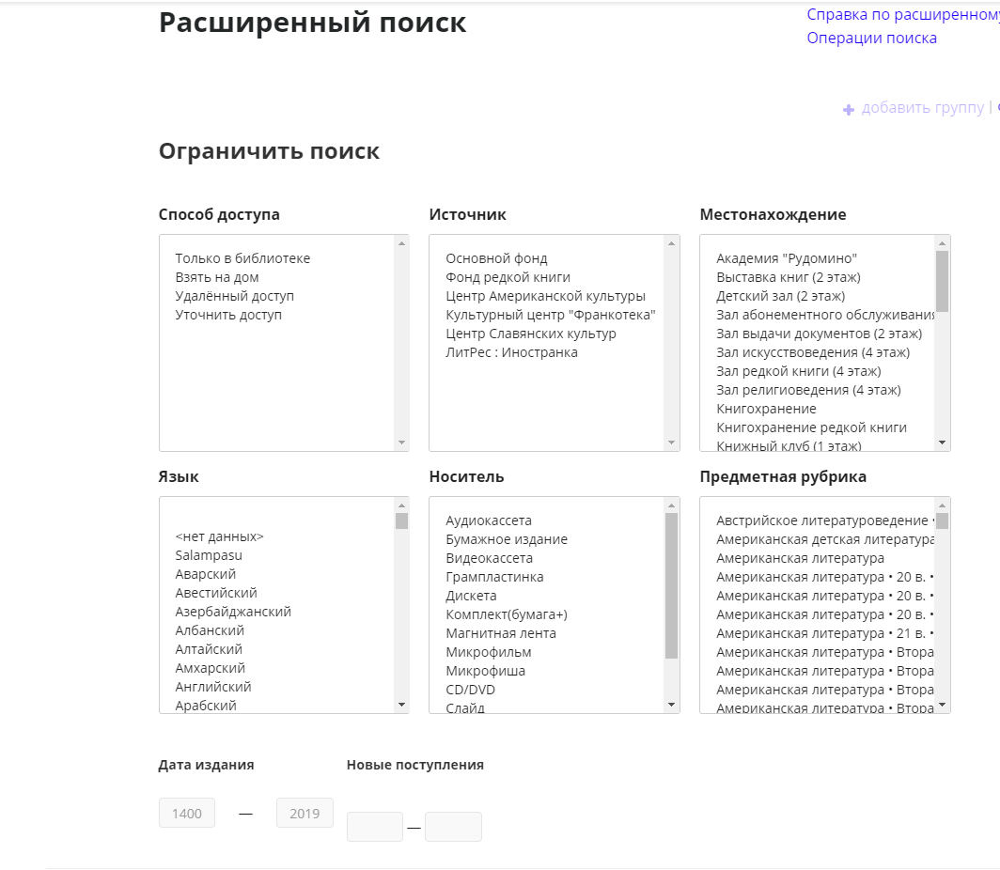 Расширенный поиск
Справка по расширенному
Операции поиска
добавить группу |
Ограничить поиск
Способ доступа
Только в библиотеке
Взять на дом
Удалённый доступ
Уточнить доступ
Источник
Основной фонд
Фонд редкой книги
Центр Американской культуры
Культурный центр "Франкотека"
Центр Славянских культур
ЛитРес : Иностранка
Местонахождение
Академия "Рудомино"
Выставка книг (2 этаж)
Детский зал (2 этаж)
Зал абонементного обслуживания
Зал выдачи документов (2 этаж)
Зал искусствоведения (4 этаж)
Зал редкой книги (4 этаж)
Зал религиоведения (4 этаж)
Книгохранение
Книгохранение редкой книги
Книжный клуб (1 этаж)
Язык
<нет данных>
Salampasu
Аварский
Авестийский
Азербайджанский
Албанский
Алтайский
Амхарский
Английский
Арабский
Носитель
Аудиокассета
Бумажное издание
Видеокассета
Грампластинка
Дискета
Комплект(бумага+)
Магнитная лента
Микрофильм
Микрофиша
CD/DVD
Слайд
Предметная рубрика
Австрийское литературоведение •
Американская детская литература
Американская литература
Американская литература • 20 в. •
Американская литература • 20 в. •
Американская литература • 20 в. •
Американская литература • 21 в. •
Американская литература • Втора
Американская литература • Втора
Американская литература • Втора
Американская литература • Втора
Дата издания
1400 — 2019
Новые поступления
—